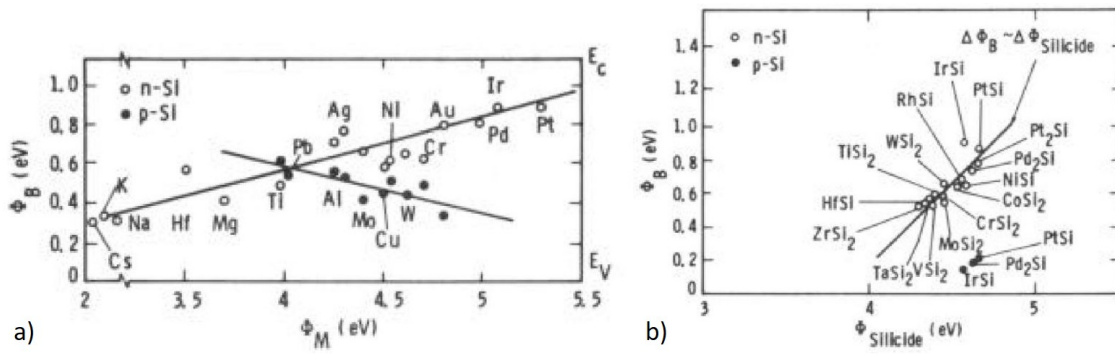 N
E_C
○ n-Si
● p-Si
Φ_B (eV)
1.0
0.8
0.6
0.4
0.2
0.0
Ir
Ag
Ni
Au
Pt
Pd
Cr
Pb
K
Na
Hf
Mg
Ti
Al
Mo
W
Cu
Cs
E_V
2
3.5
4
4.5
5
5.5
Φ_M (eV)
a)
○ n-Si
● p-Si
Δ Φ_B ~ Δ Φ_Silicide
Φ_B (eV)
1.4
1.2
1.0
0.8
0.6
0.4
0.2
0
IrSi
PtSi
RhSi
Pt₂Si
WSi₂
TiSi₂
Pd₂Si
NiSi
HfSi
CoSi₂
CrSi₂
ZrSi₂
MoSi₂
TaSi₂
VSi₂
PtSi
Pd₂Si
IrSi
3
4
5
Φ_Silicide (eV)
b)